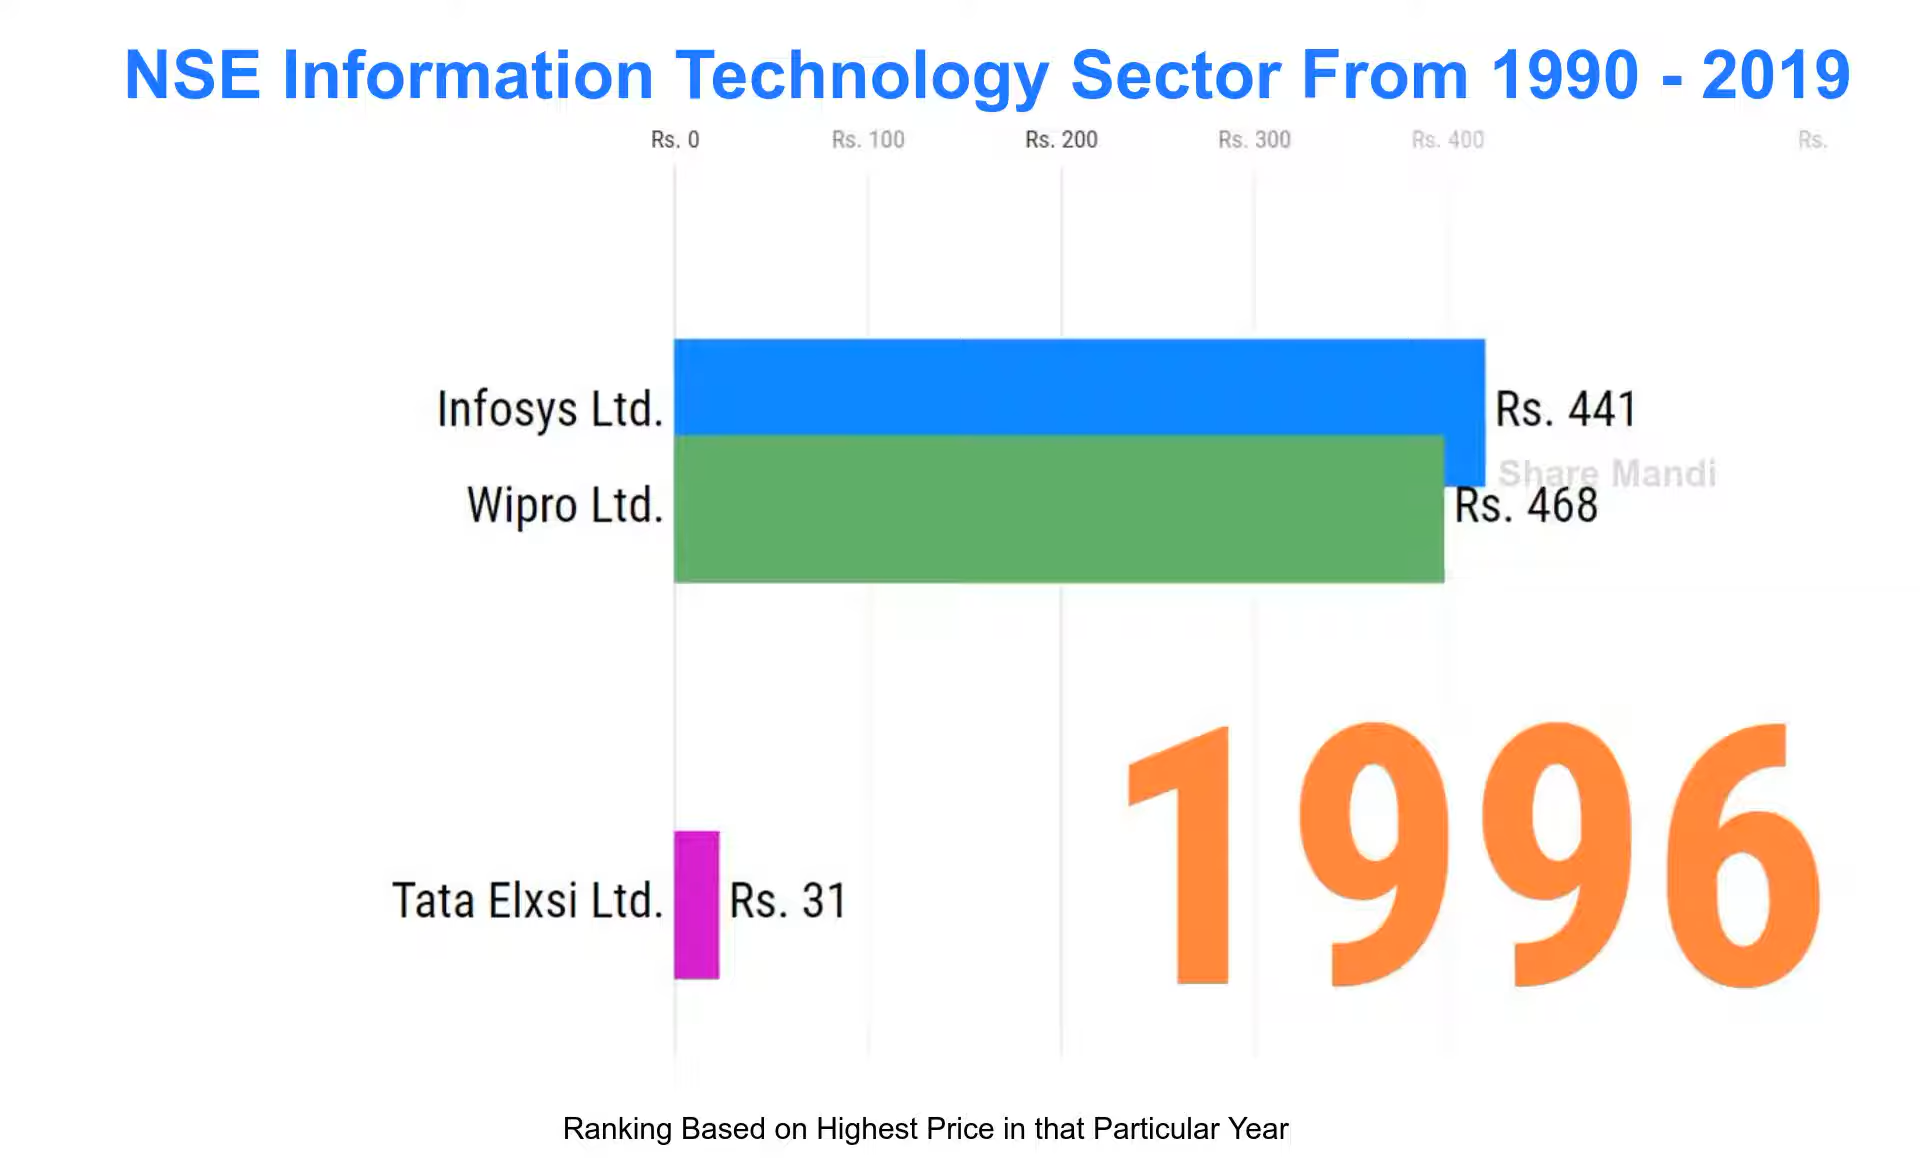 NSE Information Technology Sector From 1990 - 2019
Rs. 0 Rs. 100 Rs. 200 Rs. 300 Rs. 400 Rs.
Infosys Ltd. Rs. 441
Share Mandi
Wipro Ltd. Rs. 468
1996
Tata Elxsi Ltd. Rs. 31
Ranking Based on Highest Price in that Particular Year